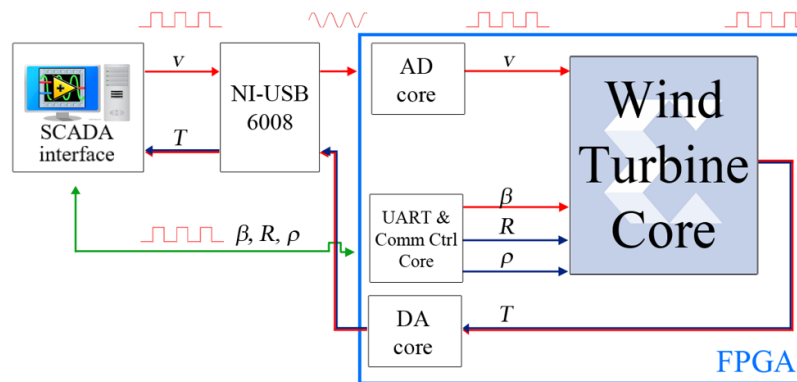 SCADA
interface
v
T
NI-USB
6008
β, R, ρ
AD
core
v
UART &
Comm Ctrl
Core
β
R
ρ
DA
core
T
Wind
Turbine
Core
FPGA